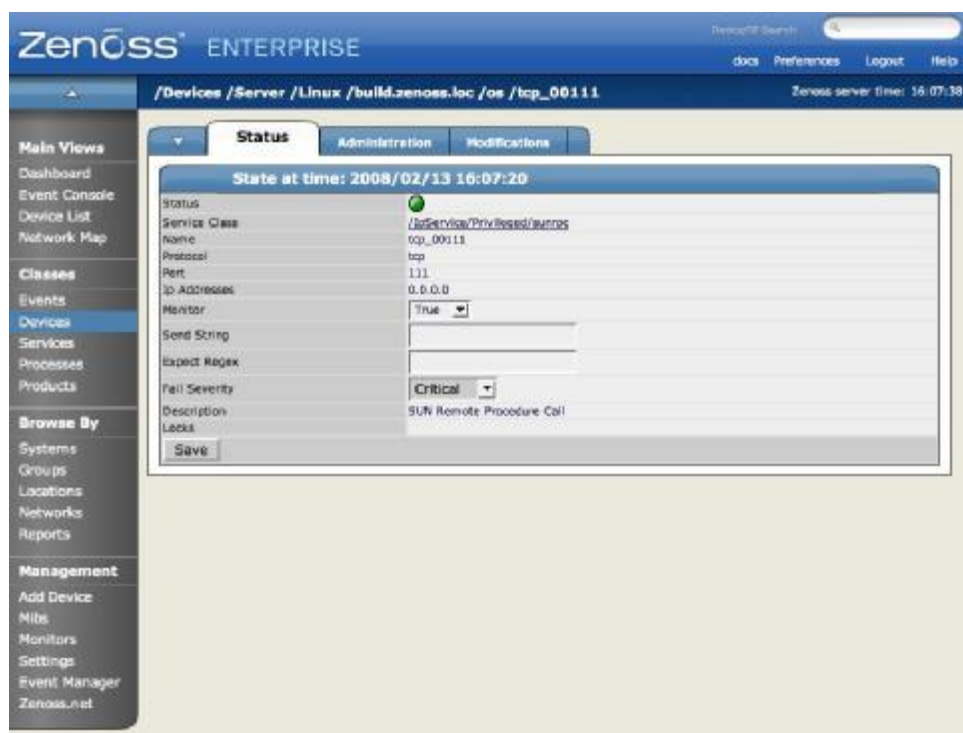 Zenōss ENTERPRISE
Device/IP Search
docs Preferences Logout Help
/Devices /Server /Linux /build.zenoss.loc /os /tcp_00111
Zenoss server time: 16:07:38
Main Views
Dashboard
Event Console
Device List
Network Map
Classes
Events
Devices
Services
Processes
Products
Browse By
Systems
Groups
Locations
Networks
Reports
Management
Add Device
Mibs
Monitors
Settings
Event Manager
Zenoss.net
Status Administration Modifications
State at time: 2008/02/13 16:07:20
Status
Service Class /IpService/Privileged/sunrpc
Name tcp_00111
Protocol tcp
Port 111
Ip Addresses 0.0.0.0
Monitor True
Send String
Expect Regex
Fail Severity Critical
Description SUN Remote Procedure Call
Locks
Save